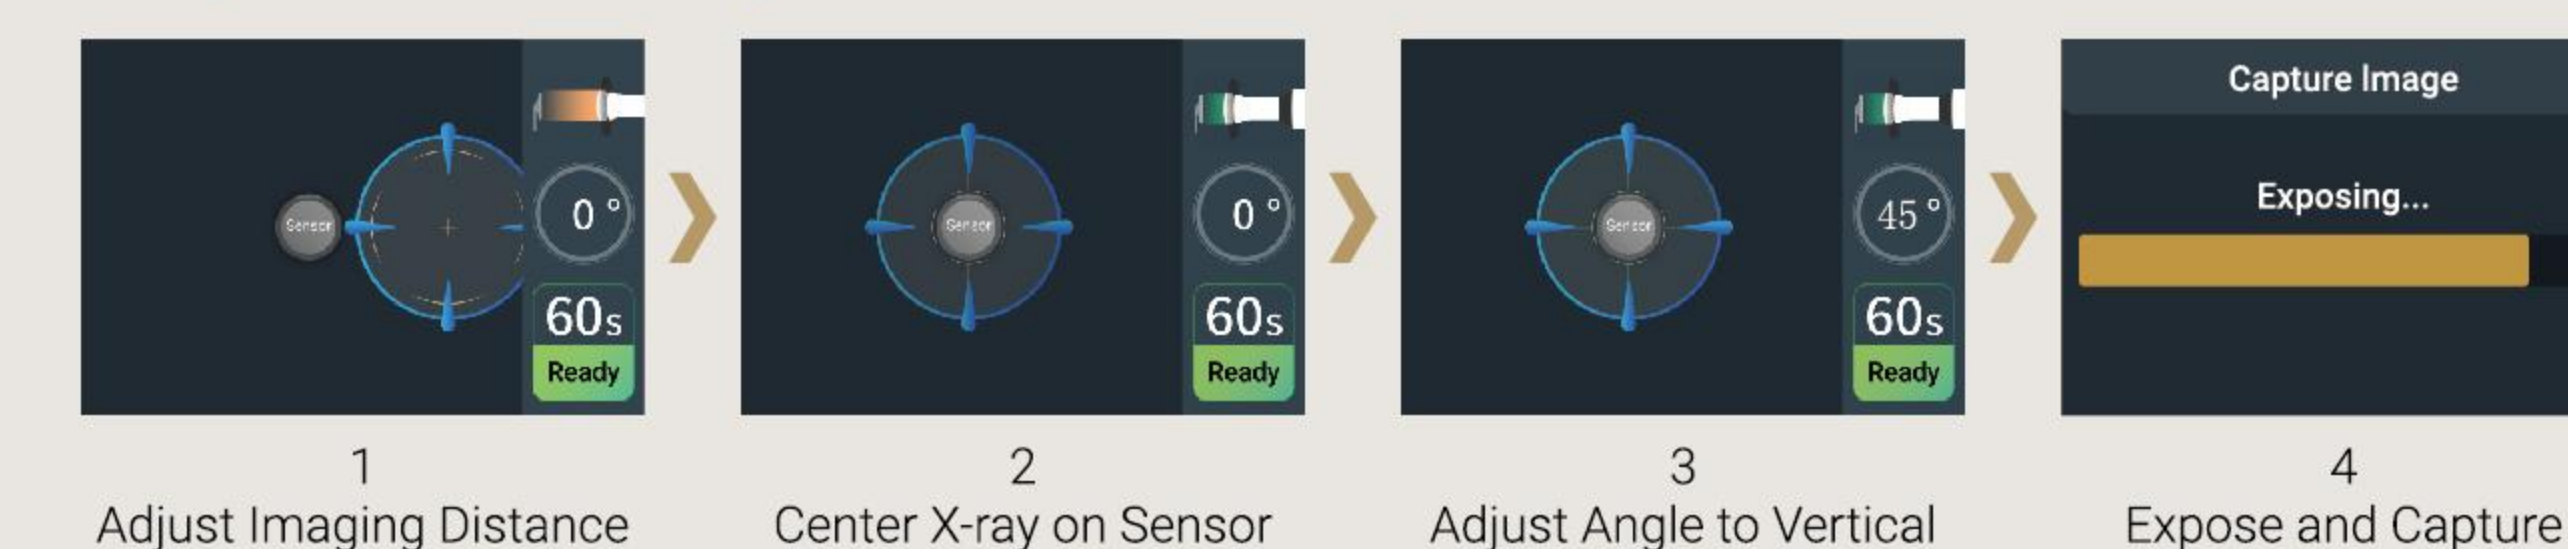 Sensor
0°
60s
Ready
1
Adjust Imaging Distance
Sensor
0°
60s
Ready
2
Center X-ray on Sensor
Sensor
45°
60s
Ready
3
Adjust Angle to Vertical
Capture Image
Exposing...
4
Expose and Capture